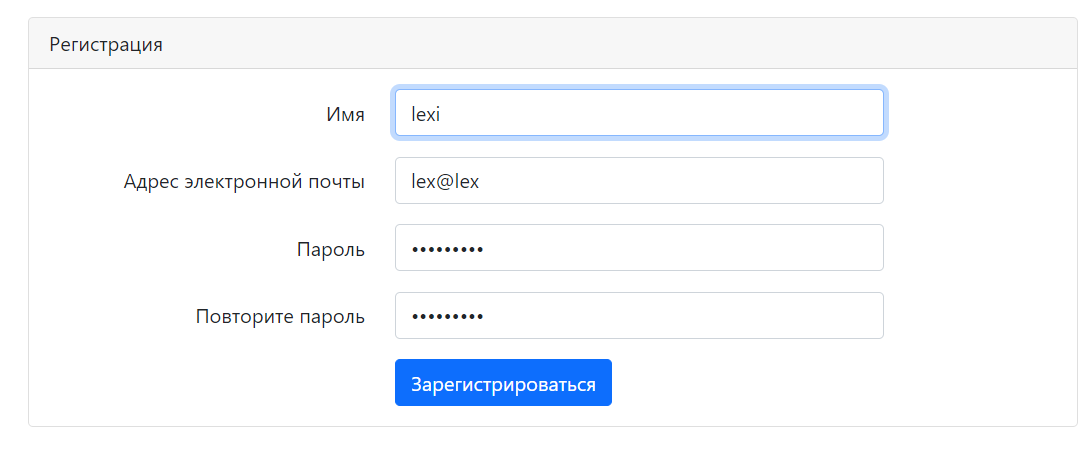 Регистрация
Имя lexi
Адрес электронной почты lex@lex
Пароль •••••••••
Повторите пароль •••••••••
Зарегистрироваться